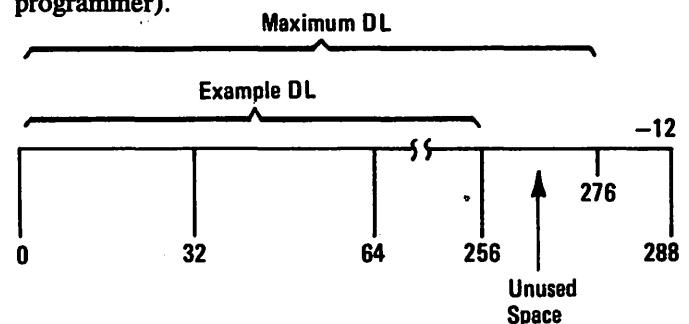 programmer).
Maximum DL
Example DL
−12
276
0 32 64 256 288
Unused
Space